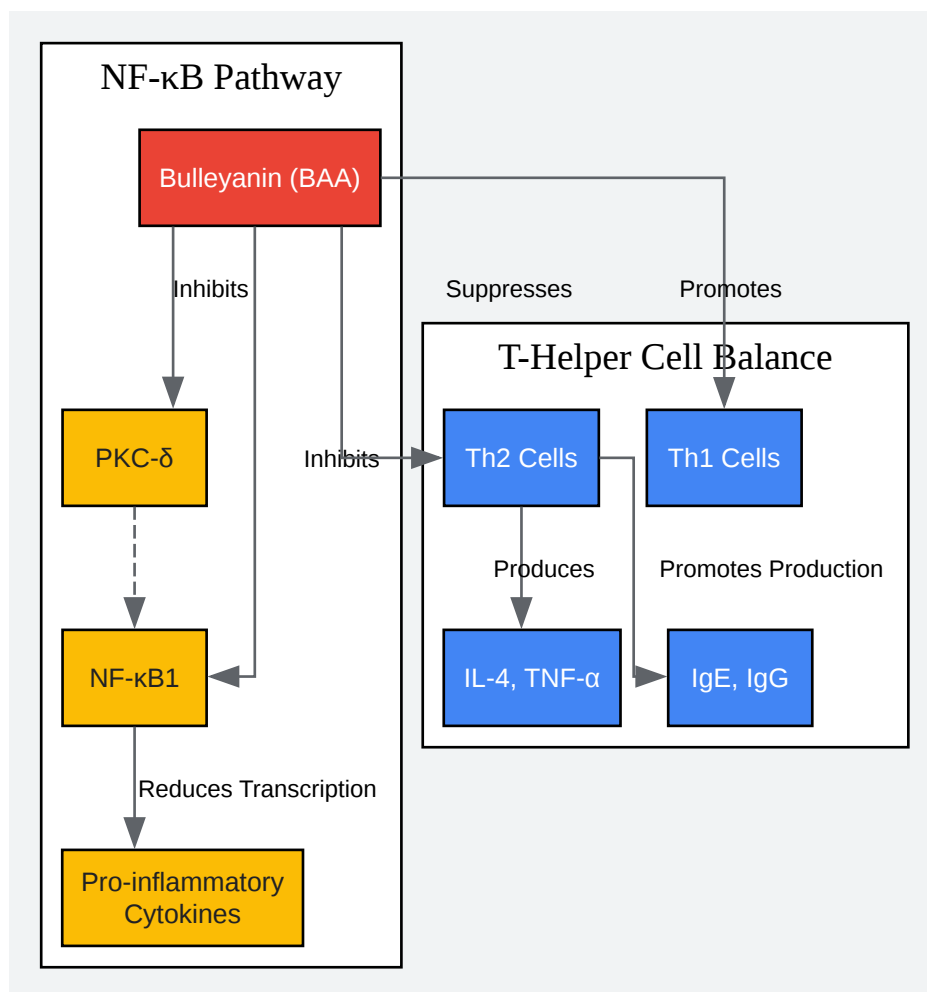 NF-κB Pathway
Bulleyanin (BAA)
Inhibits
Suppresses
Promotes
T-Helper Cell Balance
PKC-δ
Inhibits
Th2 Cells
Th1 Cells
Produces
Promotes Production
NF-κB1
IL-4, TNF-α
IgE, IgG
Reduces Transcription
Pro-inflammatory
Cytokines